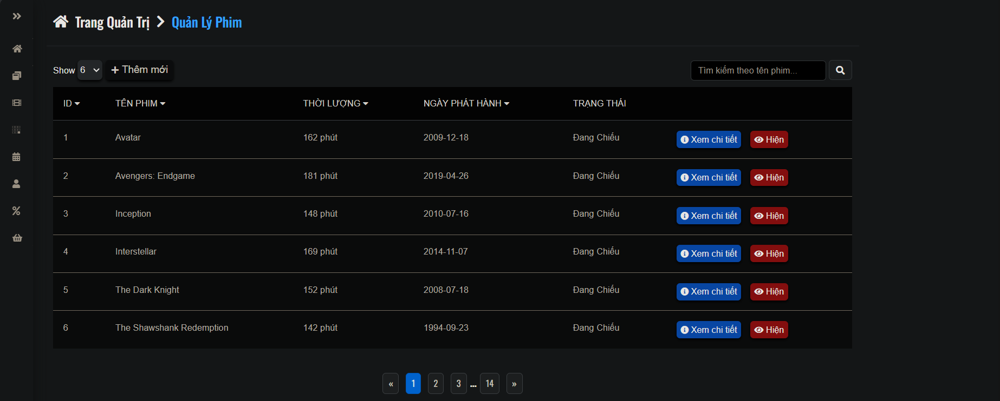 Trang Quản Trị Quản Lý Phim
Show 6 Thêm mới Tìm kiếm theo tên phim...
ID TÊN PHIM THỜI LƯỢNG NGÀY PHÁT HÀNH TRẠNG THÁI
1 Avatar 162 phút 2009-12-18 Đang Chiếu Xem chi tiết Hiện
2 Avengers: Endgame 181 phút 2019-04-26 Đang Chiếu Xem chi tiết Hiện
3 Inception 148 phút 2010-07-16 Đang Chiếu Xem chi tiết Hiện
4 Interstellar 169 phút 2014-11-07 Đang Chiếu Xem chi tiết Hiện
5 The Dark Knight 152 phút 2008-07-18 Đang Chiếu Xem chi tiết Hiện
6 The Shawshank Redemption 142 phút 1994-09-23 Đang Chiếu Xem chi tiết Hiện
« 1 2 3 ... 14 »